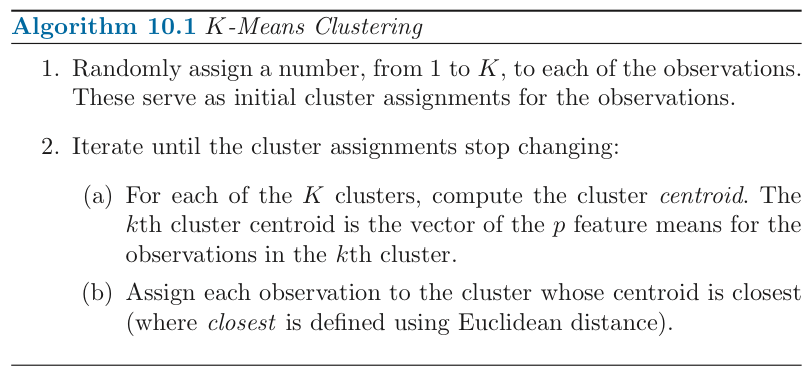 Algorithm 10.1 K-Means Clustering
1. Randomly assign a number, from 1 to K, to each of the observations.
These serve as initial cluster assignments for the observations.
2. Iterate until the cluster assignments stop changing:
(a) For each of the K clusters, compute the cluster centroid. The
kth cluster centroid is the vector of the p feature means for the
observations in the kth cluster.
(b) Assign each observation to the cluster whose centroid is closest
(where closest is defined using Euclidean distance).